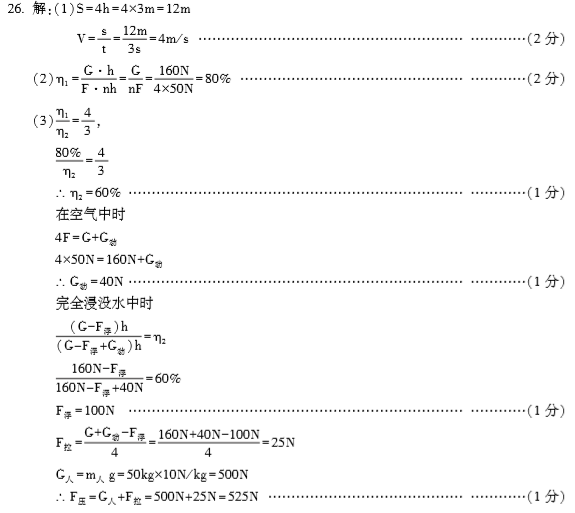 26. 解:(1)S=4h=4×3m=12m
V=s/t=12m/3s=4m/s ……………………………………………… …………(2 分)
(2)η₁=G·h/F·nh=G/nF=160N/4×50N=80% ……………………………………… …………(2 分)
(3)η₁/η₂=4/3,
80%/η₂=4/3
∴ η₂=60% ………………………………………………………… …………(1 分)
在空气中时
4F=G+G动
4×50N=160N+G动
∴ G动=40N ………………………………………………………… …………(1 分)
完全浸没水中时
(G-F浮)h/(G-F浮+G动)h=η₂
160N-F浮/160N-F浮+40N=60%
F浮=100N ………………………………………………………… …………(1 分)
F拉=G+G动-F浮/4=160N+40N-100N/4=25N
G人=m人 g=50kg×10N/kg=500N
∴ F压=G人+F拉=500N+25N=525N ………………………………… …………(1 分)